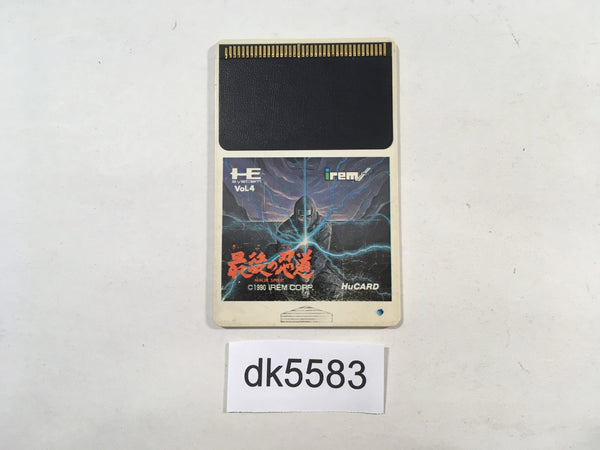 HE
system
Vol.4
irem
最後の忍道
NINJA SPIRIT
©1990 IREM CORP.
HuCARD
dk5583